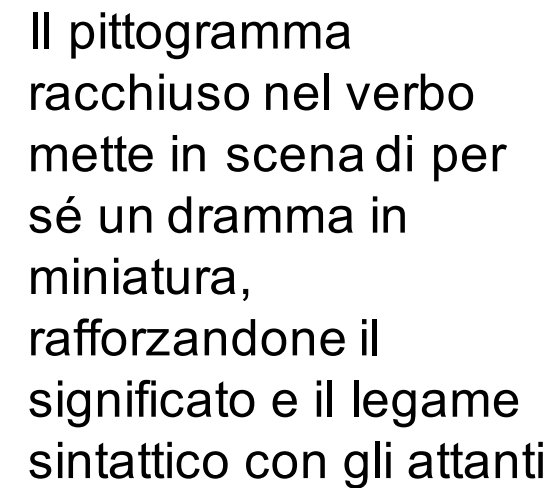 Il pittogramma
racchiuso nel verbo
mette in scena di per
sé un dramma in
miniatura,
rafforzandone il
significato e il legame
sintattico con gli attanti